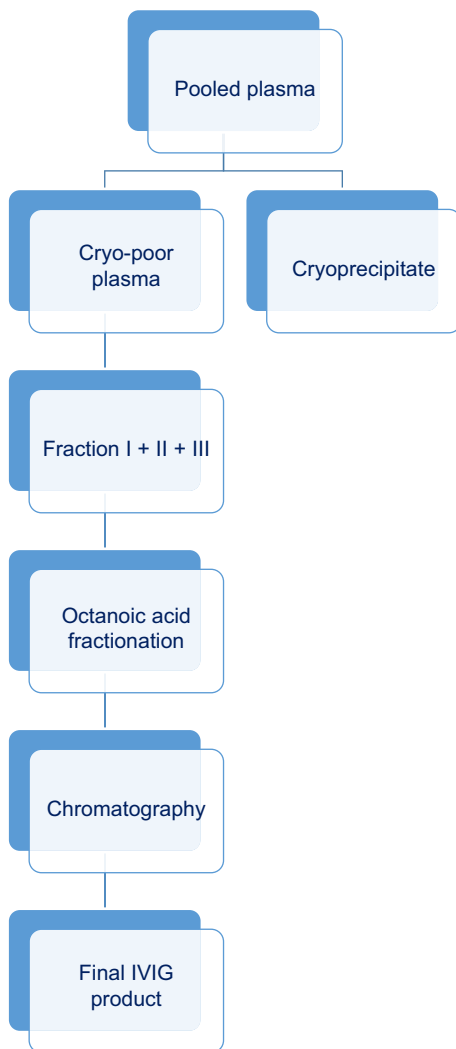 Pooled plasma
Cryo-poor
plasma
Cryoprecipitate
Fraction I + II + III
Octanoic acid
fractionation
Chromatography
Final IVIG
product